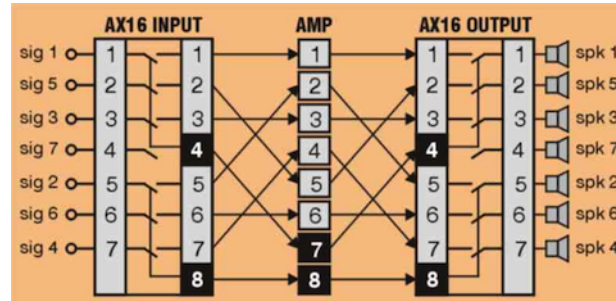 AX16 INPUT AMP AX16 OUTPUT
sig 1 1 1 1 1 1 spk 1
sig 5 2 2 2 2 2 spk 5
sig 3 3 3 3 3 3 spk 3
sig 7 4 4 4 4 4 spk 7
sig 2 5 5 5 5 5 spk 2
sig 6 6 6 6 6 6 spk 6
sig 4 7 7 7 7 7 spk 4
8 8 8